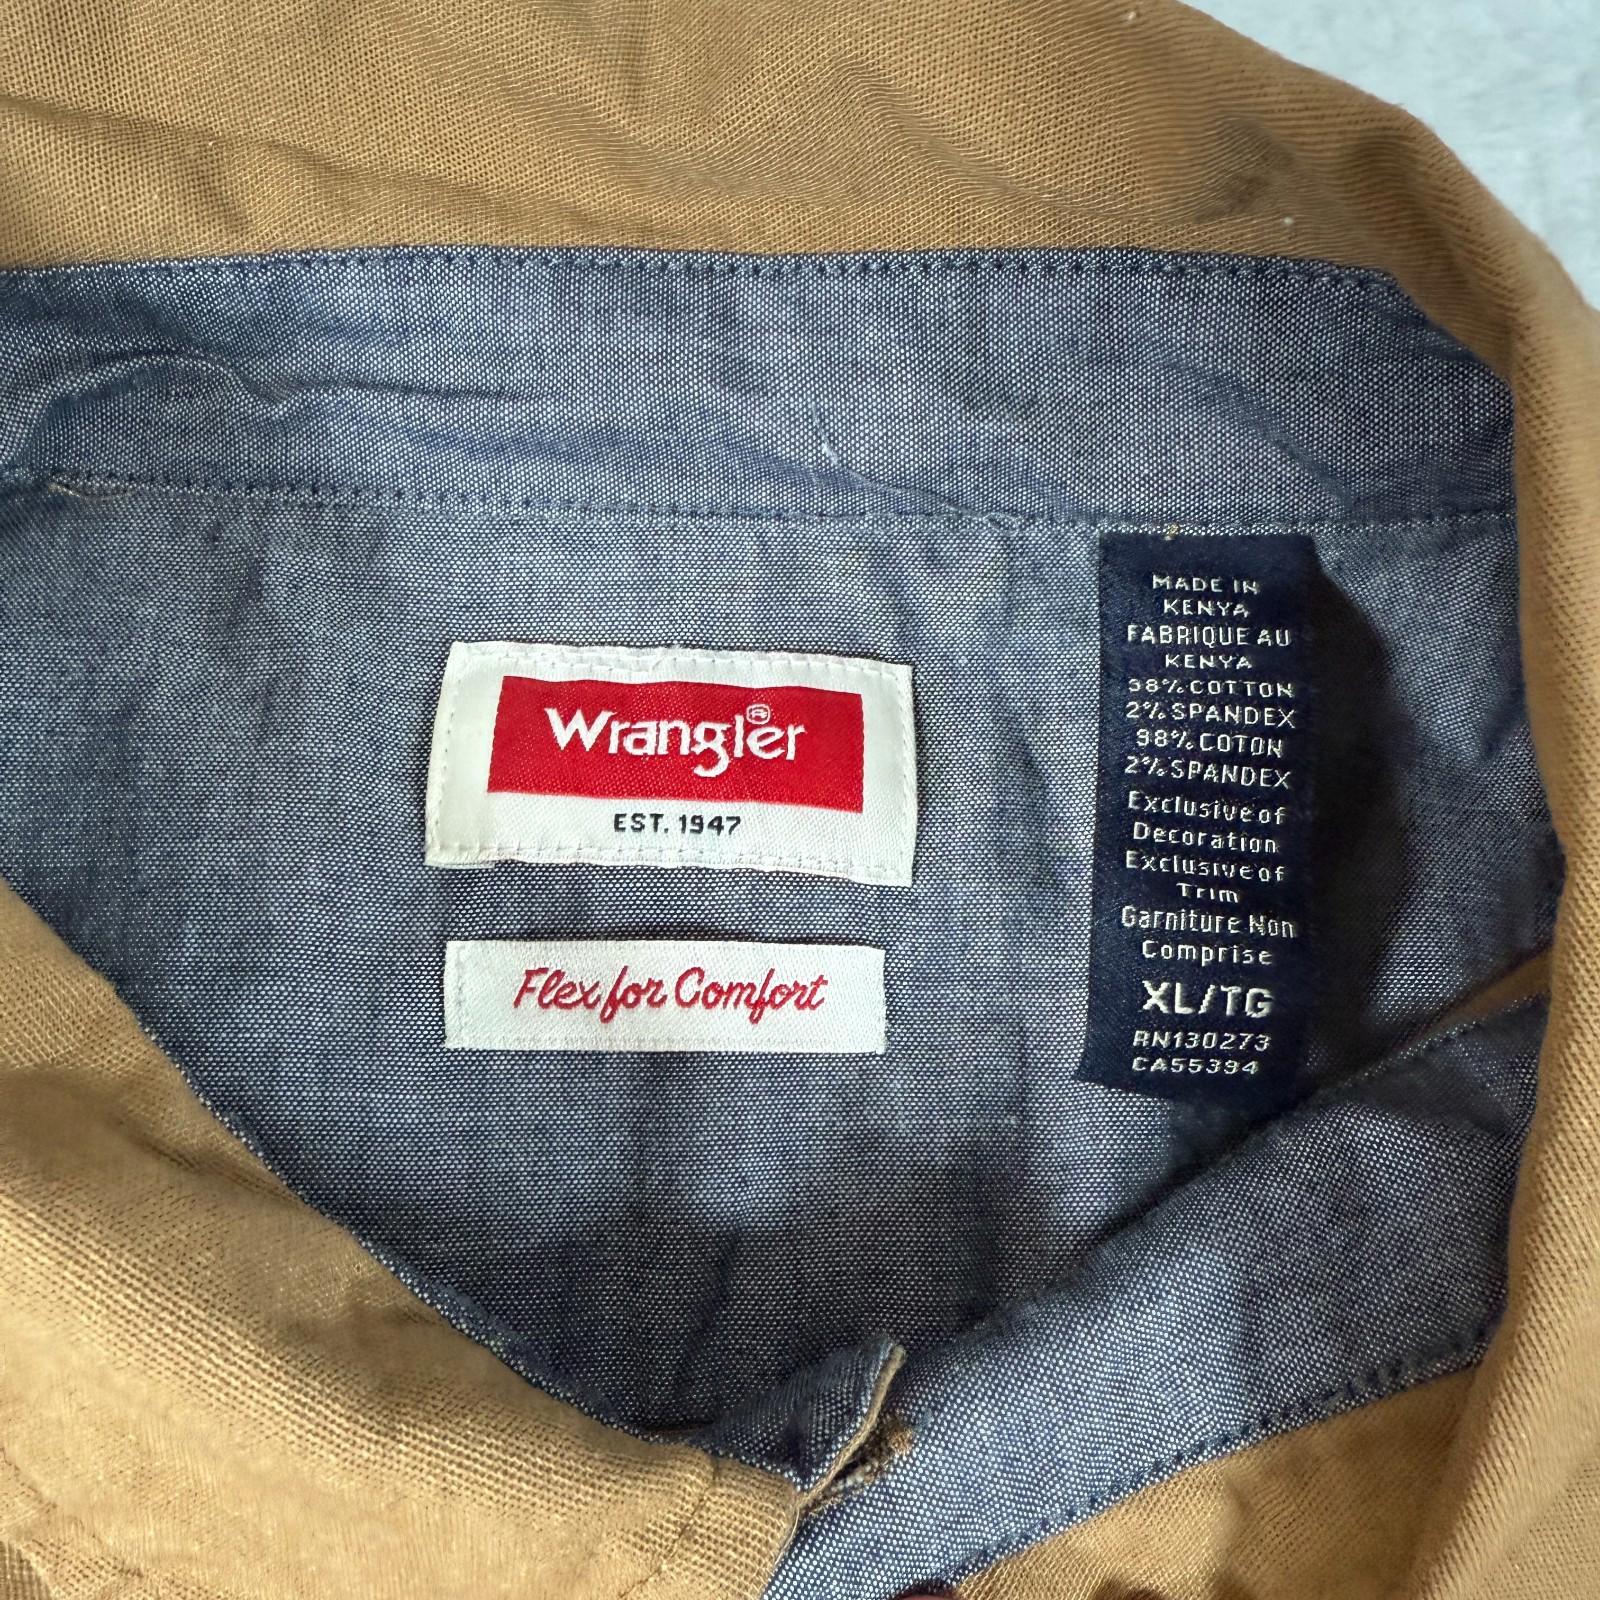 Wrangler®
EST. 1947
Flex for Comfort
MADE IN
KENYA
FABRIQUE AU
KENYA
98% COTTON
2% SPANDEX
98% COTON
2% SPANDEX
Exclusive of
Decoration
Exclusive of
Trim
Garniture Non
Comprise
XL/TG
RN130273
CA55394